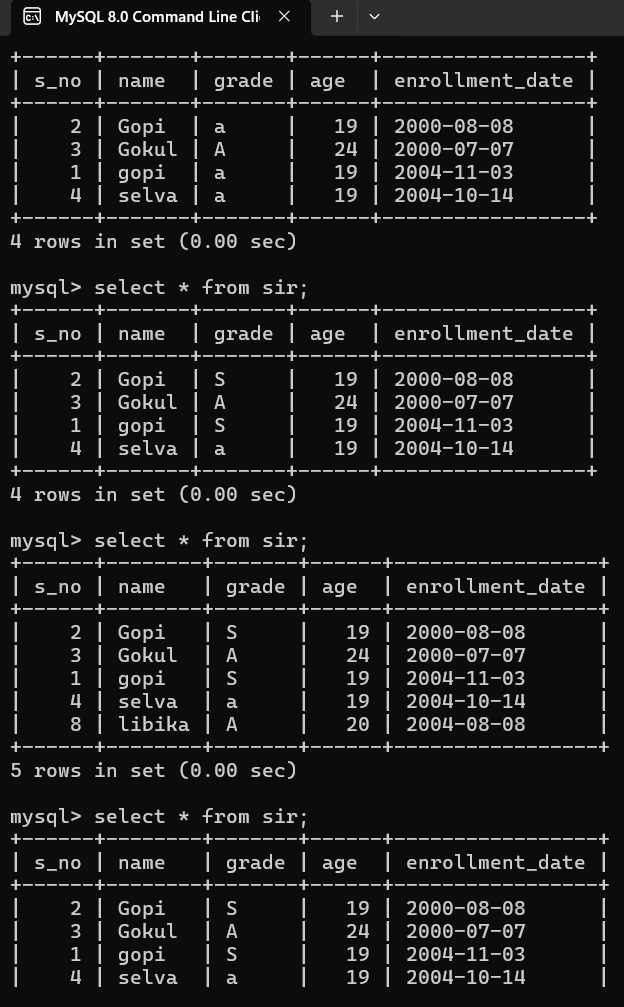 MySQL 8.0 Command Line Cli
+------+-------+-------+------+-----------------+
| s_no | name  | grade | age  | enrollment_date |
+------+-------+-------+------+-----------------+
|    2 | Gopi  | a     |   19 | 2000-08-08      |
|    3 | Gokul | A     |   24 | 2000-07-07      |
|    1 | gopi  | a     |   19 | 2004-11-03      |
|    4 | selva | a     |   19 | 2004-10-14      |
+------+-------+-------+------+-----------------+
4 rows in set (0.00 sec)
mysql> select * from sir;
+------+-------+-------+------+-----------------+
| s_no | name  | grade | age  | enrollment_date |
+------+-------+-------+------+-----------------+
|    2 | Gopi  | S     |   19 | 2000-08-08      |
|    3 | Gokul | A     |   24 | 2000-07-07      |
|    1 | gopi  | S     |   19 | 2004-11-03      |
|    4 | selva | a     |   19 | 2004-10-14      |
+------+-------+-------+------+-----------------+
4 rows in set (0.00 sec)
mysql> select * from sir;
+------+--------+-------+------+-----------------+
| s_no | name   | grade | age  | enrollment_date |
+------+--------+-------+------+-----------------+
|    2 | Gopi   | S     |   19 | 2000-08-08      |
|    3 | Gokul  | A     |   24 | 2000-07-07      |
|    1 | gopi   | S     |   19 | 2004-11-03      |
|    4 | selva  | a     |   19 | 2004-10-14      |
|    8 | libika | A     |   20 | 2004-08-08      |
+------+--------+-------+------+-----------------+
5 rows in set (0.00 sec)
mysql> select * from sir;
+------+--------+-------+------+-----------------+
| s_no | name   | grade | age  | enrollment_date |
+------+--------+-------+------+-----------------+
|    2 | Gopi   | S     |   19 | 2000-08-08      |
|    3 | Gokul  | A     |   24 | 2000-07-07      |
|    1 | gopi   | S     |   19 | 2004-11-03      |
|    4 | selva  | a     |   19 | 2004-10-14      |